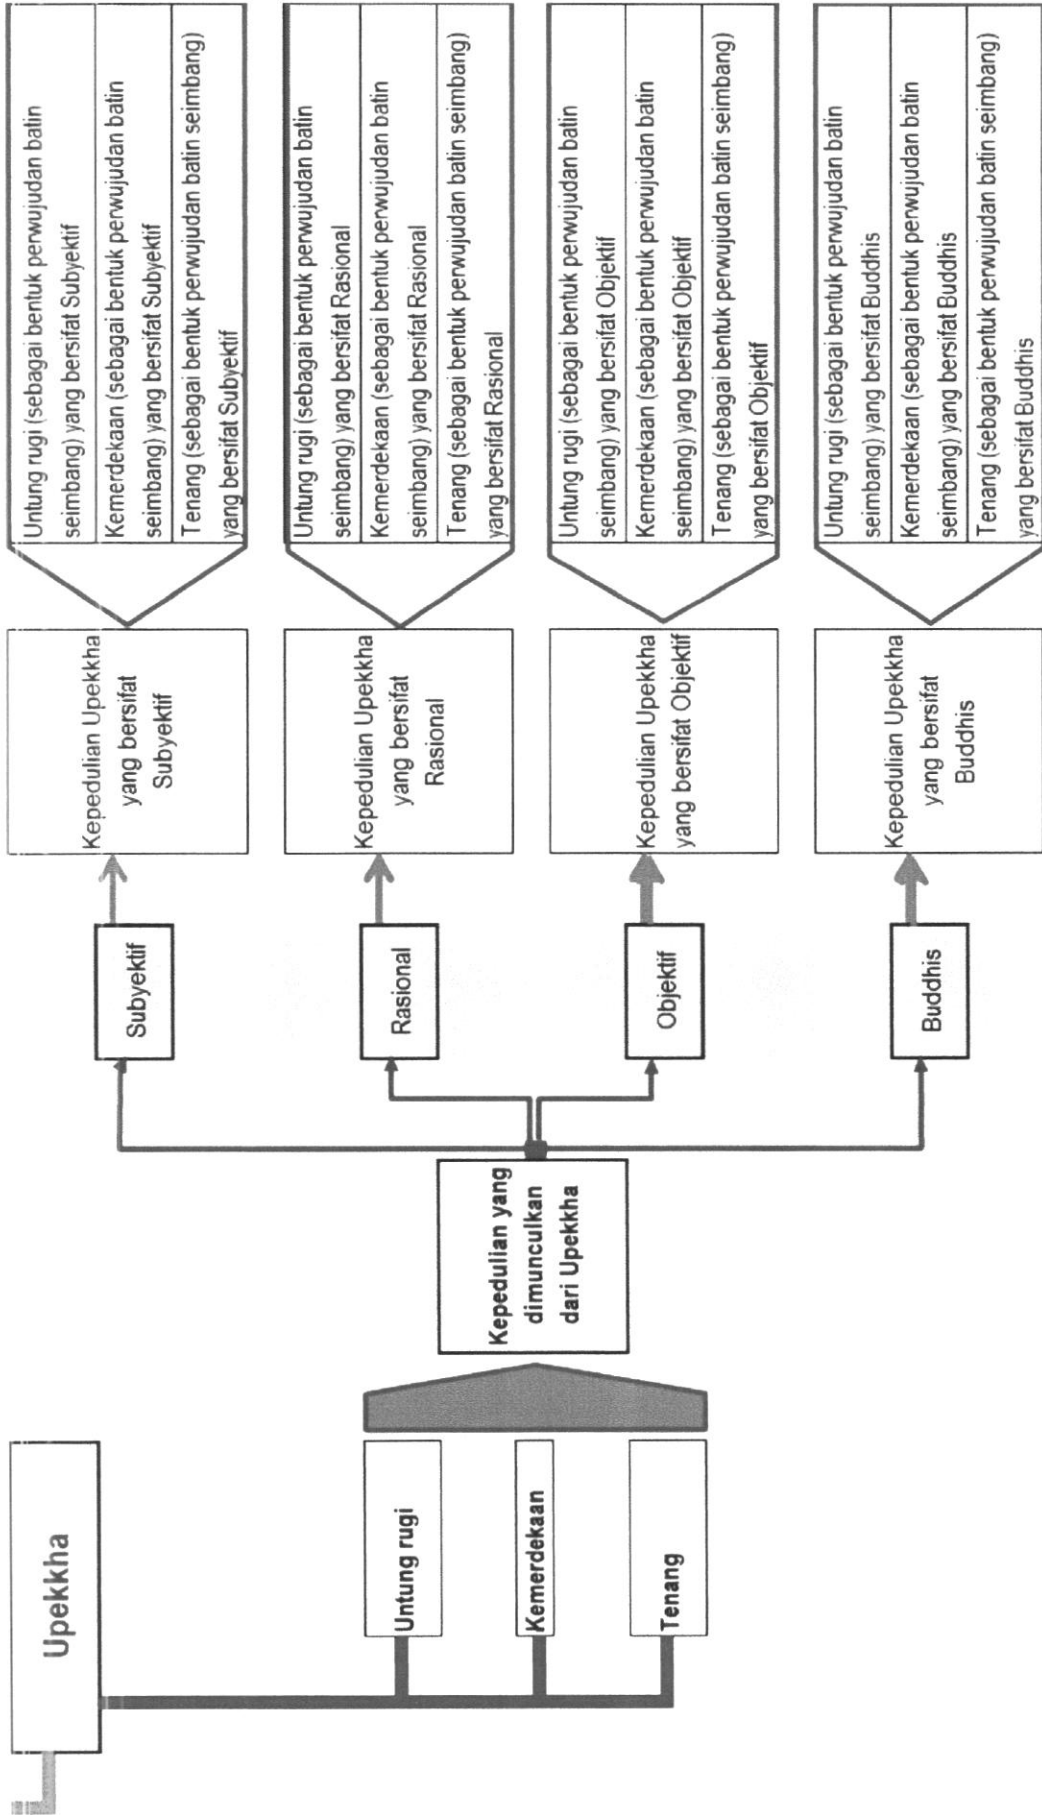 Upekkha
Untung rugi
Kemerdekaan
Tenang
Kepedulian yang
dimunculkan
dari Upekkha
Subyektif
Rasional
Objektif
Buddhis
Kepedulian Upekkha
yang bersifat
Subyektif
Kepedulian Upekkha
yang bersifat
Rasional
Kepedulian Upekkha
yang bersifat Objektif
Kepedulian Upekkha
yang bersifat
Buddhis
Untung rugi (sebagai bentuk perwujudan batin
seimbang) yang bersifat Subyektif
Kemerdekaan (sebagai bentuk perwujudan batin
seimbang) yang bersifat Subyektif
Tenang (sebagai bentuk perwujudan batin seimbang)
yang bersifat Subyektif
Untung rugi (sebagai bentuk perwujudan batin
seimbang) yang bersifat Rasional
Kemerdekaan (sebagai bentuk perwujudan batin
seimbang) yang bersifat Rasional
Tenang (sebagai bentuk perwujudan batin seimbang)
yang bersifat Rasional
Untung rugi (sebagai bentuk perwujudan batin
seimbang) yang bersifat Objektif
Kemerdekaan (sebagai bentuk perwujudan batin
seimbang) yang bersifat Objektif
Tenang (sebagai bentuk perwujudan batin seimbang)
yang bersifat Objektif
Untung rugi (sebagai bentuk perwujudan batin
seimbang) yang bersifat Buddhis
Kemerdekaan (sebagai bentuk perwujudan batin
seimbang) yang bersifat Buddhis
Tenang (sebagai bentuk perwujudan batin seimbang)
yang bersifat Buddhis